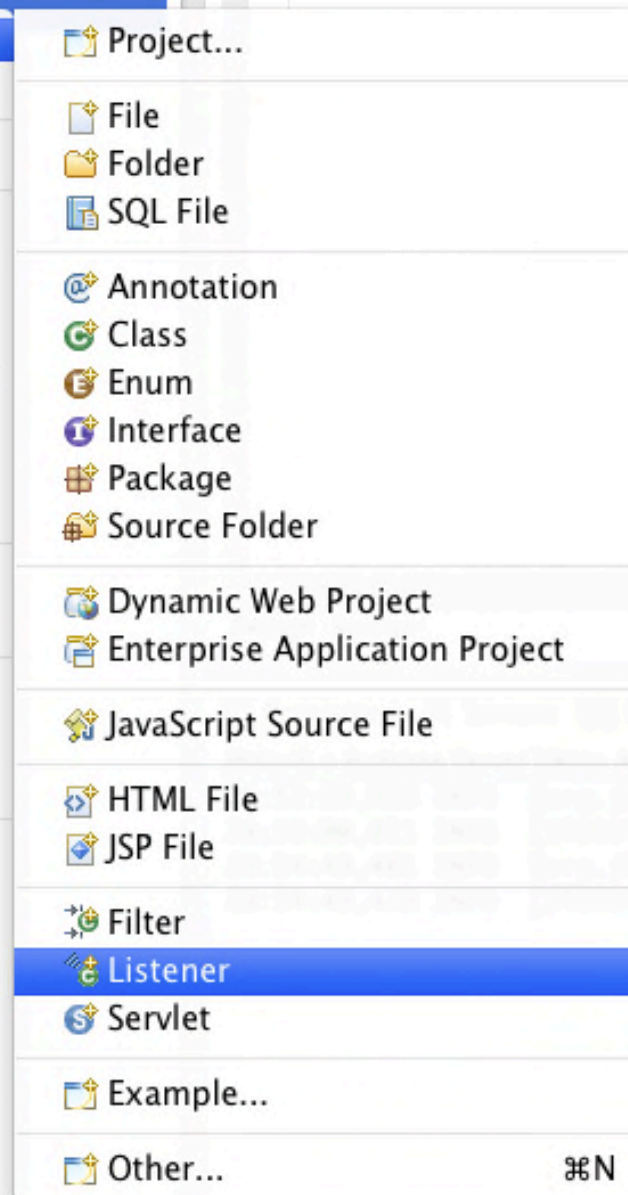 Project...
File
Folder
SQL File
Annotation
Class
Enum
Interface
Package
Source Folder
Dynamic Web Project
Enterprise Application Project
JavaScript Source File
HTML File
JSP File
Filter
Listener
Servlet
Example...
Other... ⌘N